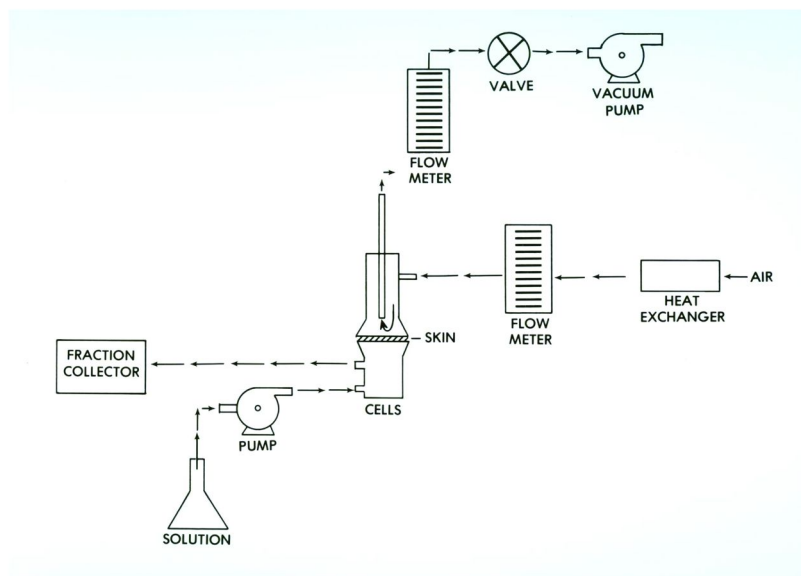 VALVE
VACUUM
PUMP
FLOW
METER
AIR
HEAT
EXCHANGER
FLOW
METER
SKIN
FRACTION
COLLECTOR
CELLS
PUMP
SOLUTION